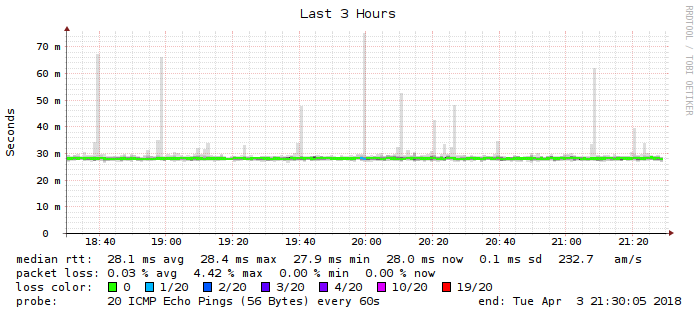 Last 3 Hours
RRDTOOL / TOBI OETIKER
Seconds
70 m
60 m
50 m
40 m
30 m
20 m
10 m
0
18:40 19:00 19:20 19:40 20:00 20:20 20:40 21:00 21:20
median rtt: 28.1 ms avg 28.4 ms max 27.9 ms min 28.0 ms now 0.1 ms sd 232.7 am/s
packet loss: 0.03 % avg 4.42 % max 0.00 % min 0.00 % now
loss color: 0 1/20 2/20 3/20 4/20 10/20 19/20
probe: 20 ICMP Echo Pings (56 Bytes) every 60s end: Tue Apr 3 21:30:05 2018